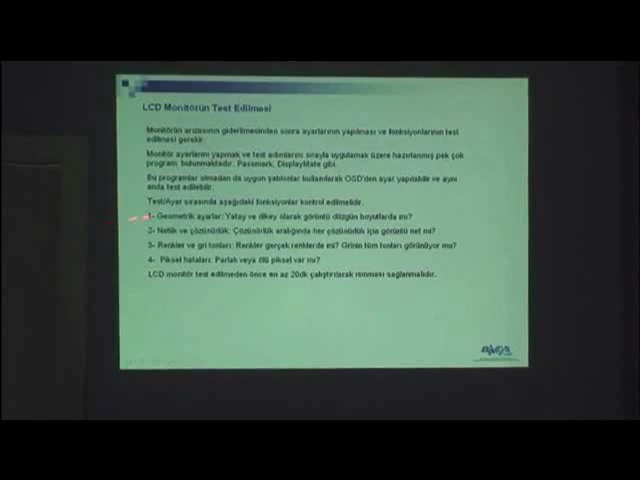 LCD Monitörün Test Edilmesi
Monitörün arızasının giderilmesinden sonra ayarlarının yapılması ve fonksiyonlarının test
edilmesi gerekir.
Monitör ayarlarını yapmak ve test adımlarını sırayla uygulamak üzere hazırlanmış pek çok
program bulunmaktadır. Passmark, DisplayMate gibi.
Bu programlar olmadan da uygun şablonlar kullanılarak OSD'den ayar yapılabilir ve aynı
anda test edilebilir.
Test/Ayar sırasında aşağıdaki fonksiyonlar kontrol edilmelidir.
1- Geometrik ayarlar: Yatay ve dikey olarak görüntü düzgün boyutlarda mı?
2- Netlik ve çözünürlük: Çözünürlük aralığında her çözünürlük için görüntü net mi?
3- Renkler ve gri tonları: Renkler gerçek renklerde mi? Grinin tüm tonları görünüyor mu?
4- Piksel hataları: Parlak veya ölü piksel var mı?
LCD monitör test edilmeden önce en az 20dk çalıştırılarak ısınması sağlanmalıdır.